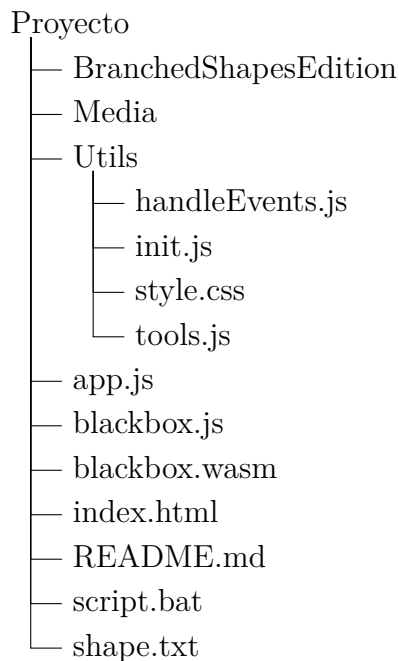 Proyecto
BranchedShapesEdition
Media
Utils
handleEvents.js
init.js
style.css
tools.js
app.js
blackbox.js
blackbox.wasm
index.html
README.md
script.bat
shape.txt